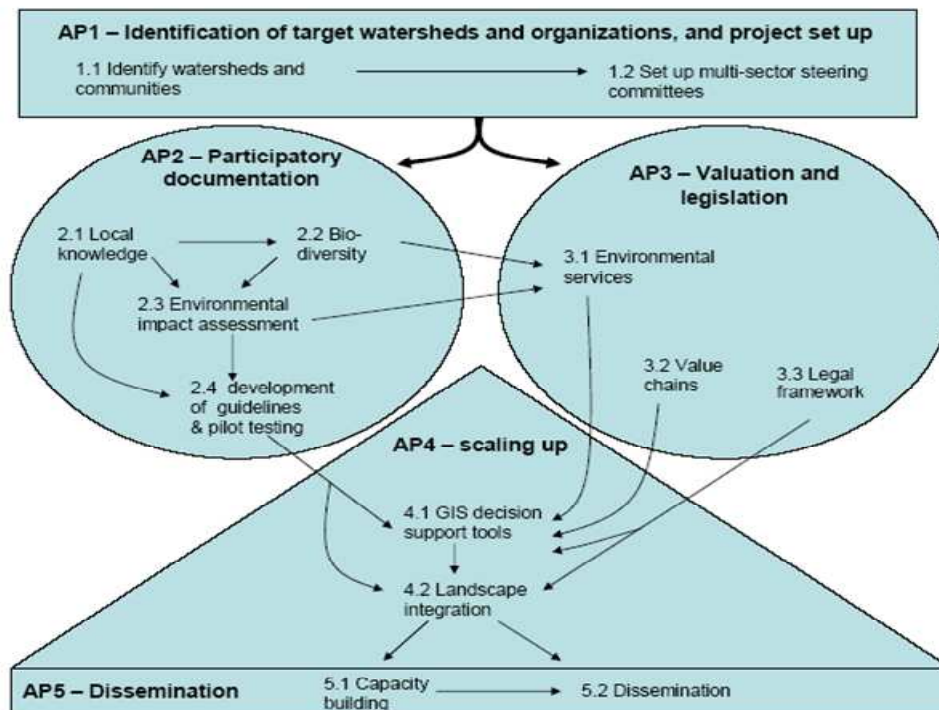 AP1 – Identification of target watersheds and organizations, and project set up
1.1 Identify watersheds and
communities
1.2 Set up multi-sector steering
committees
AP2 – Participatory
documentation
2.1 Local
knowledge
2.2 Bio-
diversity
2.3 Environmental
impact assessment
2.4 development
of guidelines
& pilot testing
AP3 – Valuation and
legislation
3.1 Environmental
services
3.2 Value
chains
3.3 Legal
framework
AP4 – scaling up
4.1 GIS decision
support tools
4.2 Landscape
integration
AP5 – Dissemination
5.1 Capacity
building
5.2 Dissemination